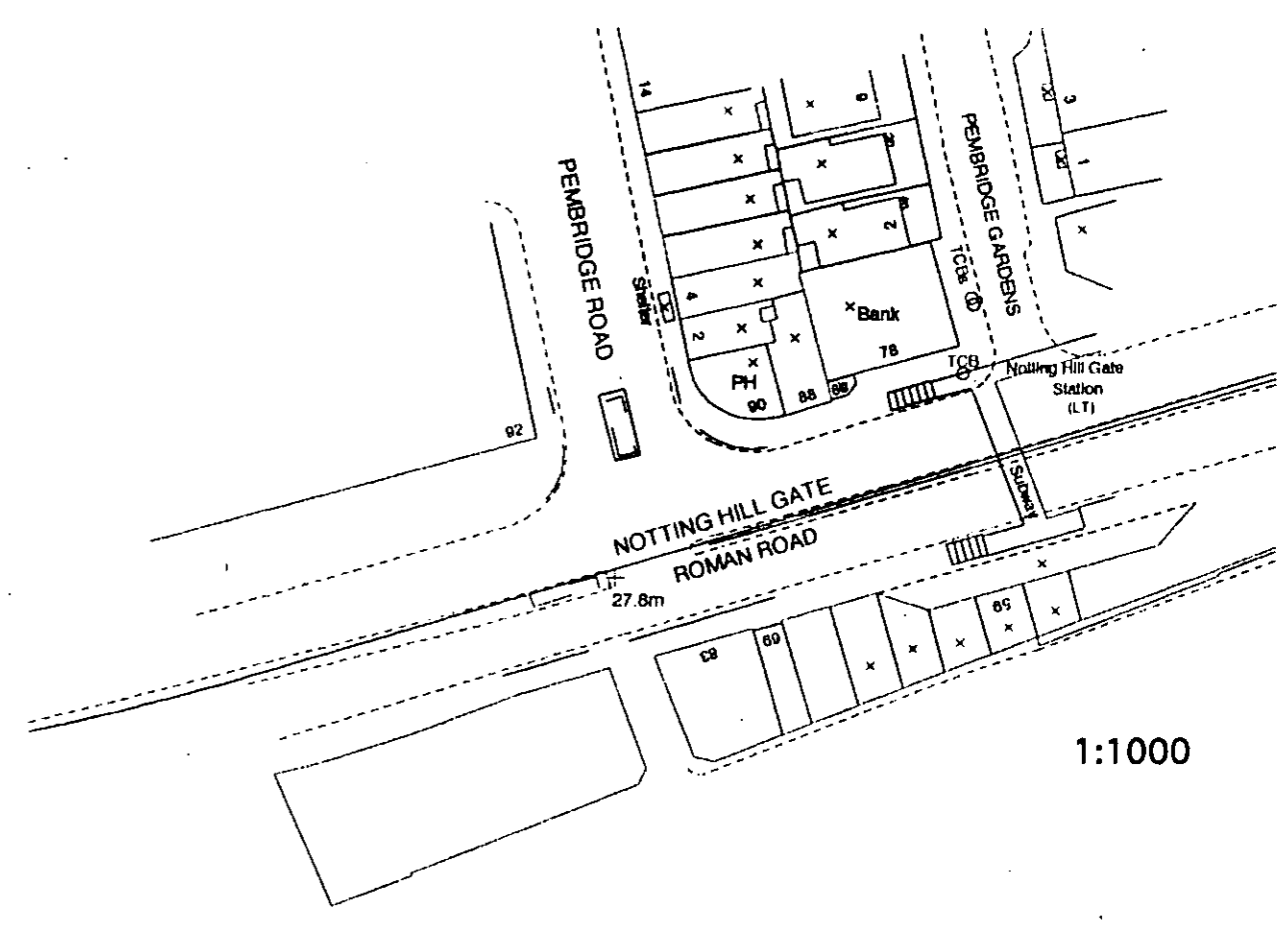 14
9
3
1
PEMBRIDGE ROAD
PEMBRIDGE GARDENS
2
TCBs
Shelter
4
2
Bank
78
PH
90
88
TCB
Notting Hill Gate
Station
(LT)
92
Subway
NOTTING HILL GATE
ROMAN ROAD
27.8m
83
69
59
1:1000